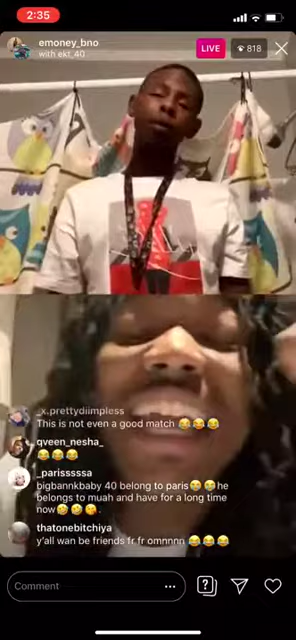 2:35
emoney_bno
with ekt_40
LIVE
818
_x.prettydiimpless
This is not even a good match 😂😂😂
qveen_nesha_
😂😂😂
_parisssssa
bigbannkbaby 40 belong to paris😂😂 he
belongs to muah and have for a long time
now🤣🤣😘.
thatonebitchiya
y'all wan be friends fr fr omnnnn 😂😂😂
Comment